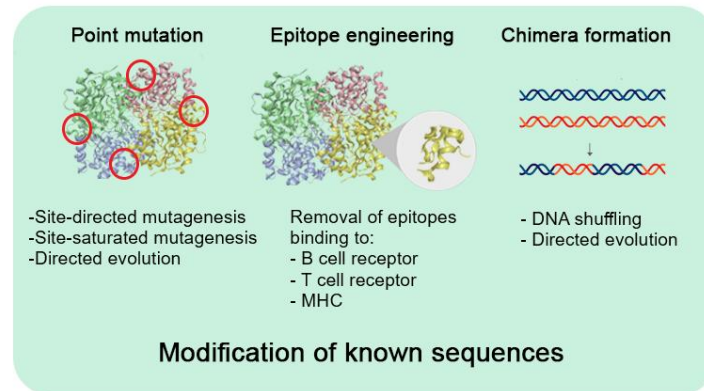 Point mutation
-Site-directed mutagenesis
-Site-saturated mutagenesis
-Directed evolution
Epitope engineering
Removal of epitopes
binding to:
- B cell receptor
- T cell receptor
- MHC
Chimera formation
- DNA shuffling
- Directed evolution
Modification of known sequences